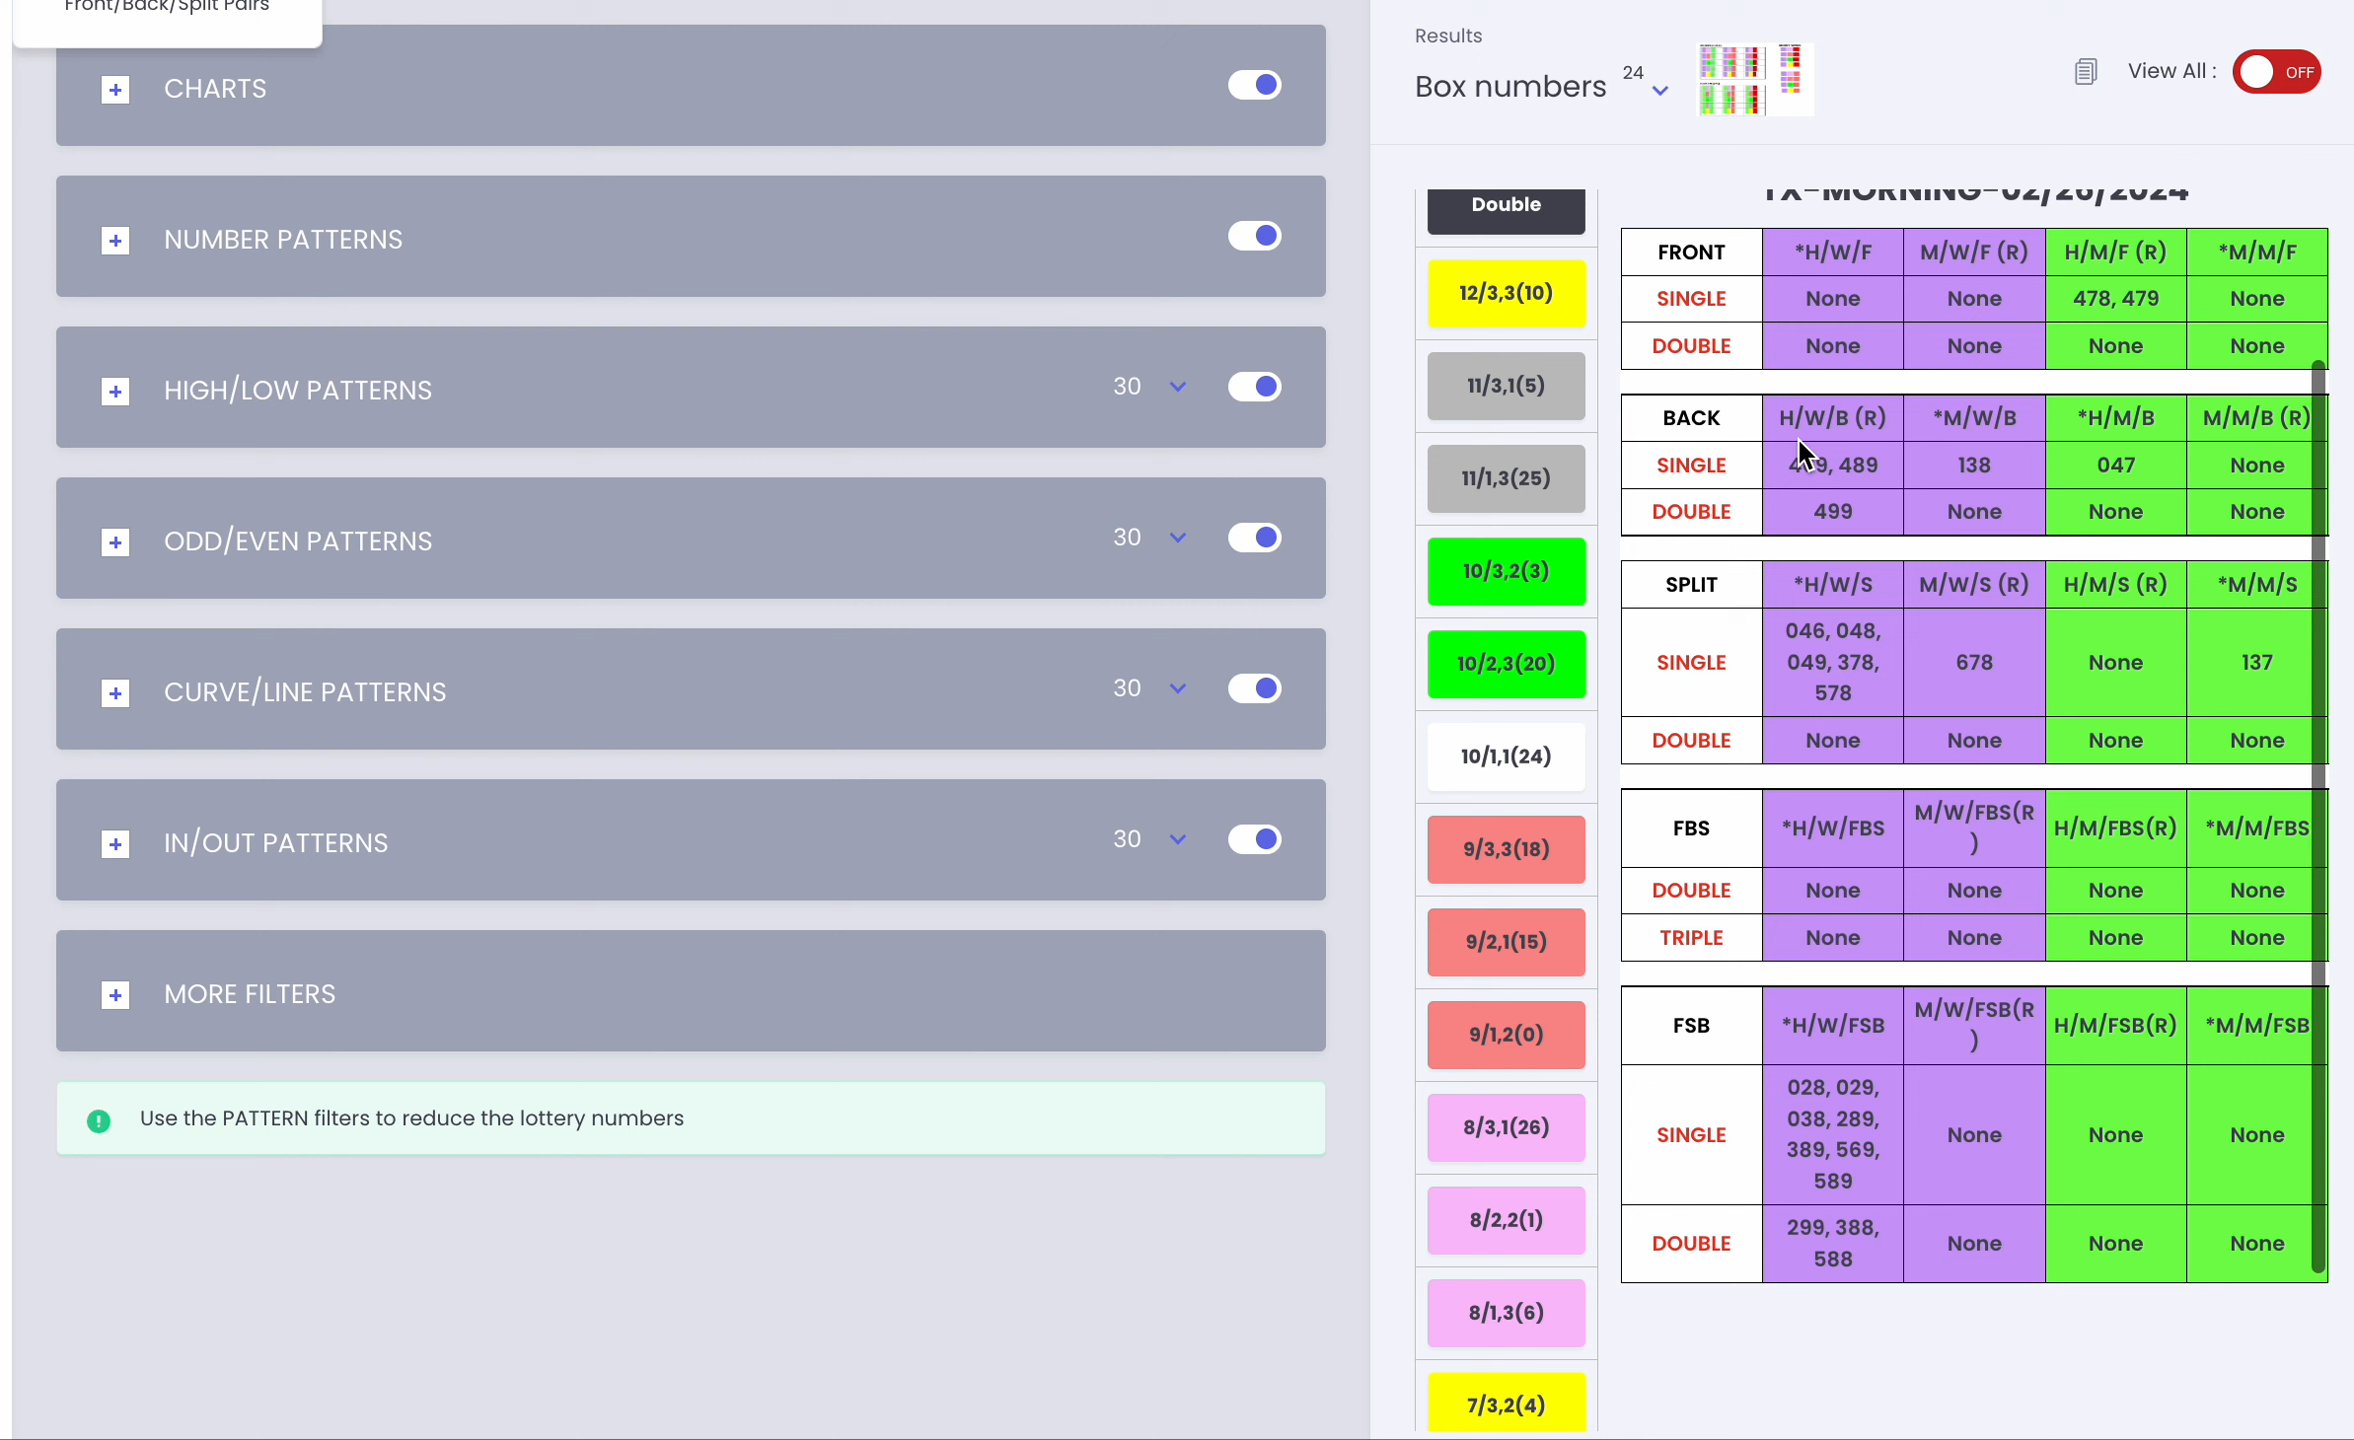 Front/Back/Split Pairs
CHARTS
NUMBER PATTERNS
HIGH/LOW PATTERNS 30
ODD/EVEN PATTERNS 30
CURVE/LINE PATTERNS 30
IN/OUT PATTERNS 30
MORE FILTERS
Use the PATTERN filters to reduce the lottery numbers
Results
Box numbers 24
View All : OFF
Double
12/3,3(10)
11/3,1(5)
11/1,3(25)
10/3,2(3)
10/2,3(20)
10/1,1(24)
9/3,3(18)
9/2,1(15)
9/1,2(0)
8/3,1(26)
8/2,2(1)
8/1,3(6)
7/3,2(4)
TX-MORNING-02/26/2024
FRONT *H/W/F M/W/F (R) H/M/F (R) *M/M/F
SINGLE None None 478, 479 None
DOUBLE None None None None
BACK H/W/B (R) *M/W/B *H/M/B M/M/B (R)
SINGLE 489 138 047 None
DOUBLE 499 None None None
SPLIT *H/W/S M/W/S (R) H/M/S (R) *M/M/S
SINGLE 046, 048, 049, 378, 578 678 None 137
DOUBLE None None None None
FBS *H/W/FBS M/W/FBS(R) H/M/FBS(R) *M/M/FBS
DOUBLE None None None None
TRIPLE None None None None
FSB *H/W/FSB M/W/FSB(R) H/M/FSB(R) *M/M/FSB
SINGLE 028, 029, 038, 289, 389, 569, 589 None None None
DOUBLE 299, 388, 588 None None None